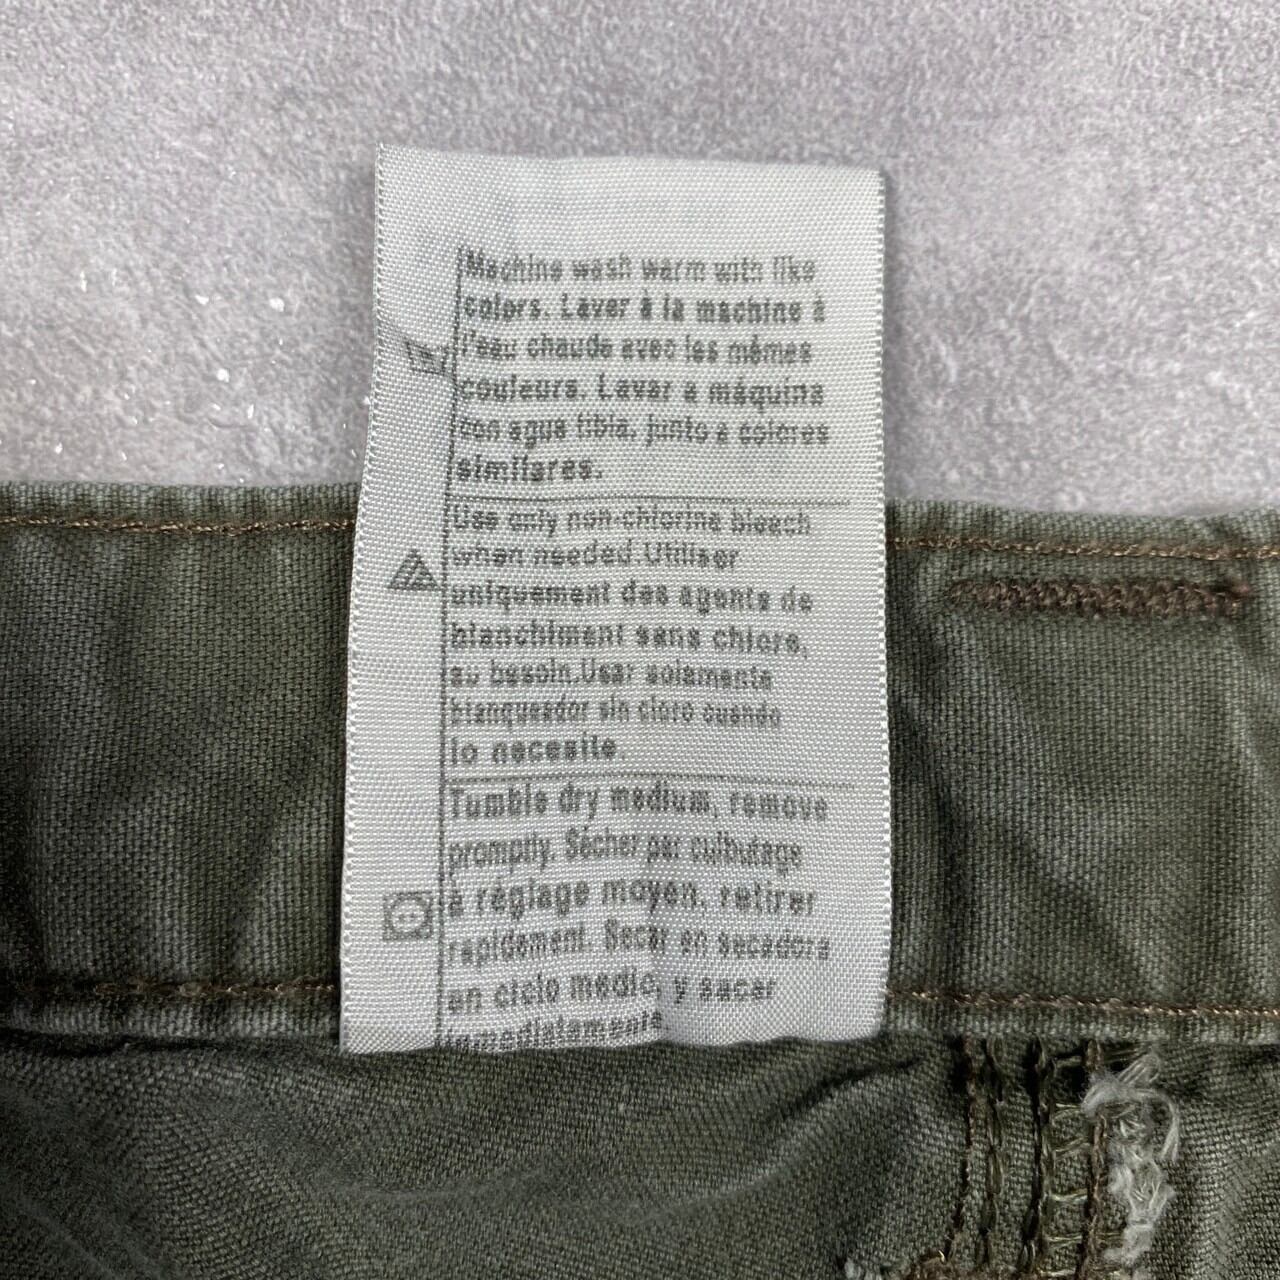 Machine wash warm with like
colors. Laver à la machine à
l'eau chaude avec les mêmes
couleurs. Lavar a máquina
con agua tibia, junto a colores
similares.
Use only non-chlorine bleach
when needed.Utiliser
uniquement des agents de
blanchiment sans chlore,
au besoin.Usar solamente
blanqueador sin cloro cuando
lo necesite.
Tumble dry medium, remove
promptly. Sécher par culbutage
à réglage moyen, retirer
rapidement. Secar en secadora
en ciclo medio, y sacar
immediatamente.